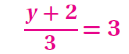 y + 2
3
= 3